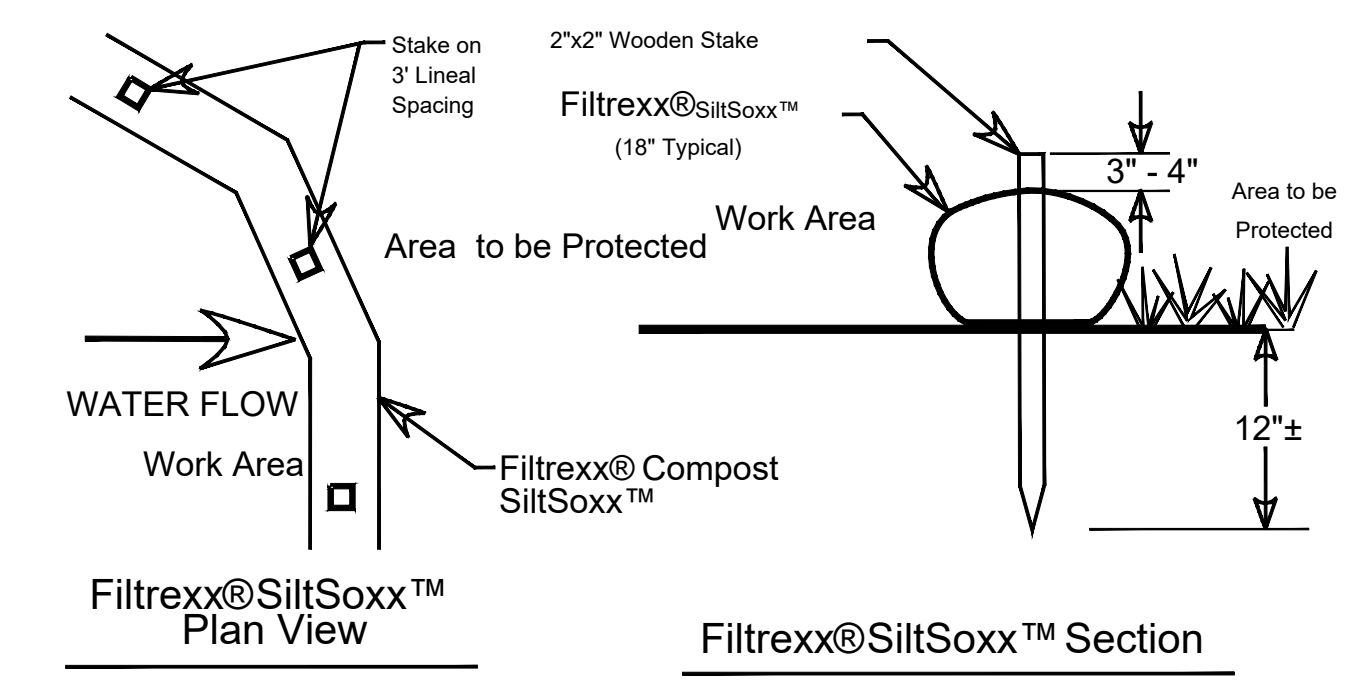 Stake on
3' Lineal
Spacing
Area to be Protected
WATER FLOW
Work Area
Filtrexx® Compost
SiltSoxx™
Filtrexx®SiltSoxx™
Plan View
2"x2" Wooden Stake
Filtrexx®SiltSoxx™
(18" Typical)
Work Area
3" - 4"
Area to be
Protected
12"±
Filtrexx®SiltSoxx™ Section